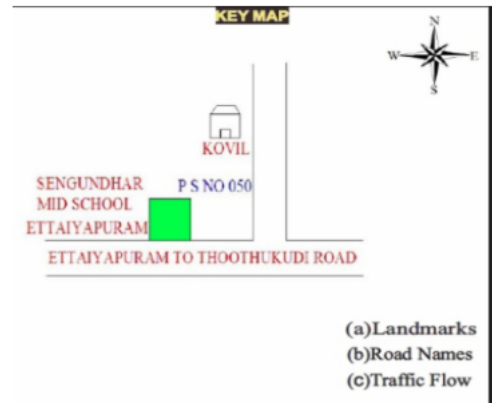 KEY MAP
N
W E
S
KOVIL
SENGUNDHAR P S NO 050
MID SCHOOL
ETTAIYAPURAM
ETTAIYAPURAM TO THOOTHUKUDI ROAD
(a)Landmarks
(b)Road Names
(c)Traffic Flow